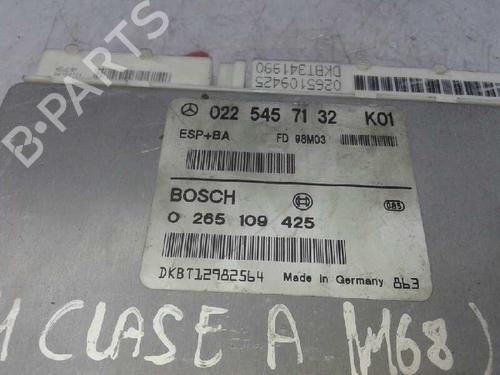 0265109425
DKBT341990
022 545 71 32 K01
ESP+BA FD 98M03
BOSCH
0 265 109 425
DKBT12982564 Made in Germany 863
CLASE A (M68)
B-PARTS